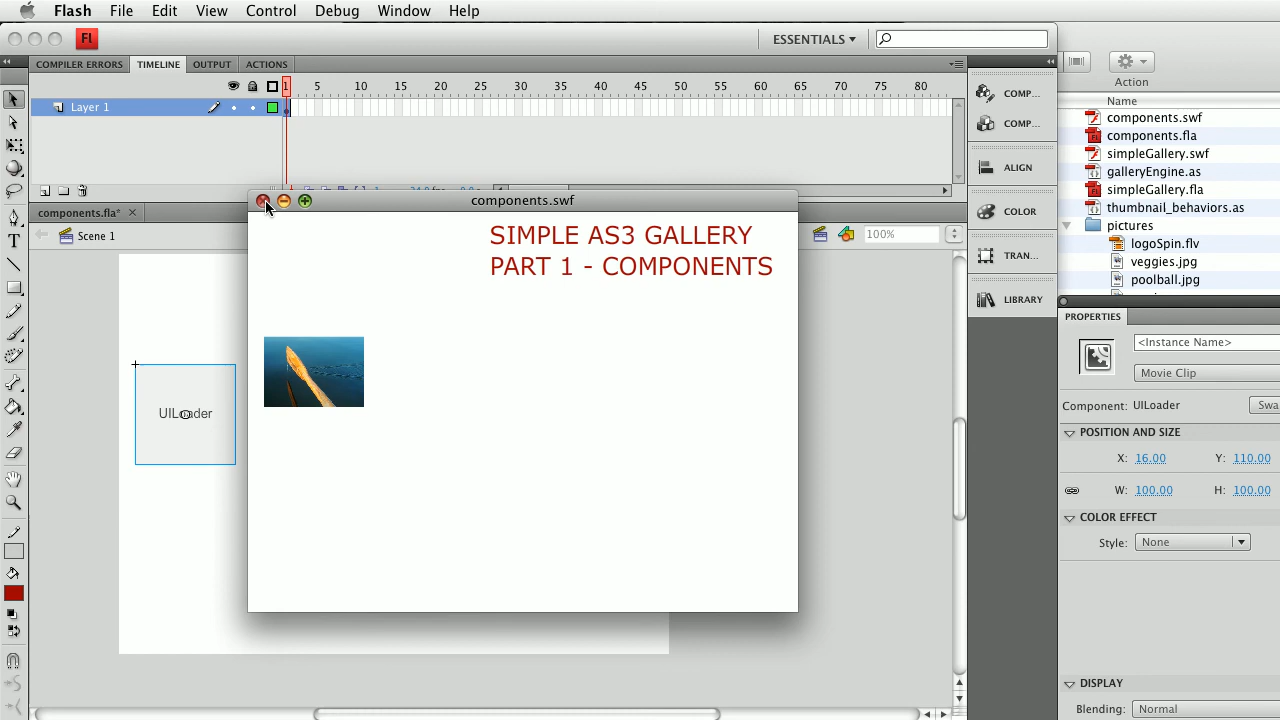 Flash File Edit View Control Debug Window Help
Fl
ESSENTIALS
Action
COMPILER ERRORS TIMELINE OUTPUT ACTIONS
1 5 10 15 20 25 30 35 40 45 50 55 60 65 70 75 80
Layer 1
COMP...
COMP...
ALIGN
COLOR
TRAN...
LIBRARY
Name
components.swf
components.fla
simpleGallery.swf
galleryEngine.as
simpleGallery.fla
thumbnail_behaviors.as
pictures
logoSpin.flv
veggies.jpg
poolball.jpg
components.fla*
Scene 1
100%
components.swf
SIMPLE AS3 GALLERY
PART 1 - COMPONENTS
UILoader
PROPERTIES
<Instance Name>
Movie Clip
Component: UILoader
Swa
POSITION AND SIZE
X: 16.00 Y: 110.00
W: 100.00 H: 100.00
COLOR EFFECT
Style: None
DISPLAY
Blending: Normal